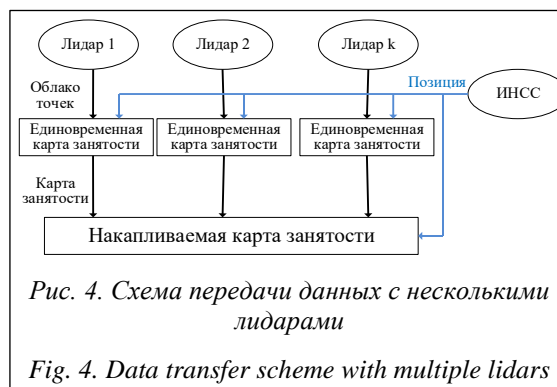 Лидар 1
Лидар 2
Лидар k
Позиция
ИНСС
Облако
точек
Единовременная
карта занятости
Единовременная
карта занятости
Единовременная
карта занятости
Карта
занятости
Накапливаемая карта занятости
Рис. 4. Схема передачи данных с несколькими
лидарами
Fig. 4. Data transfer scheme with multiple lidars